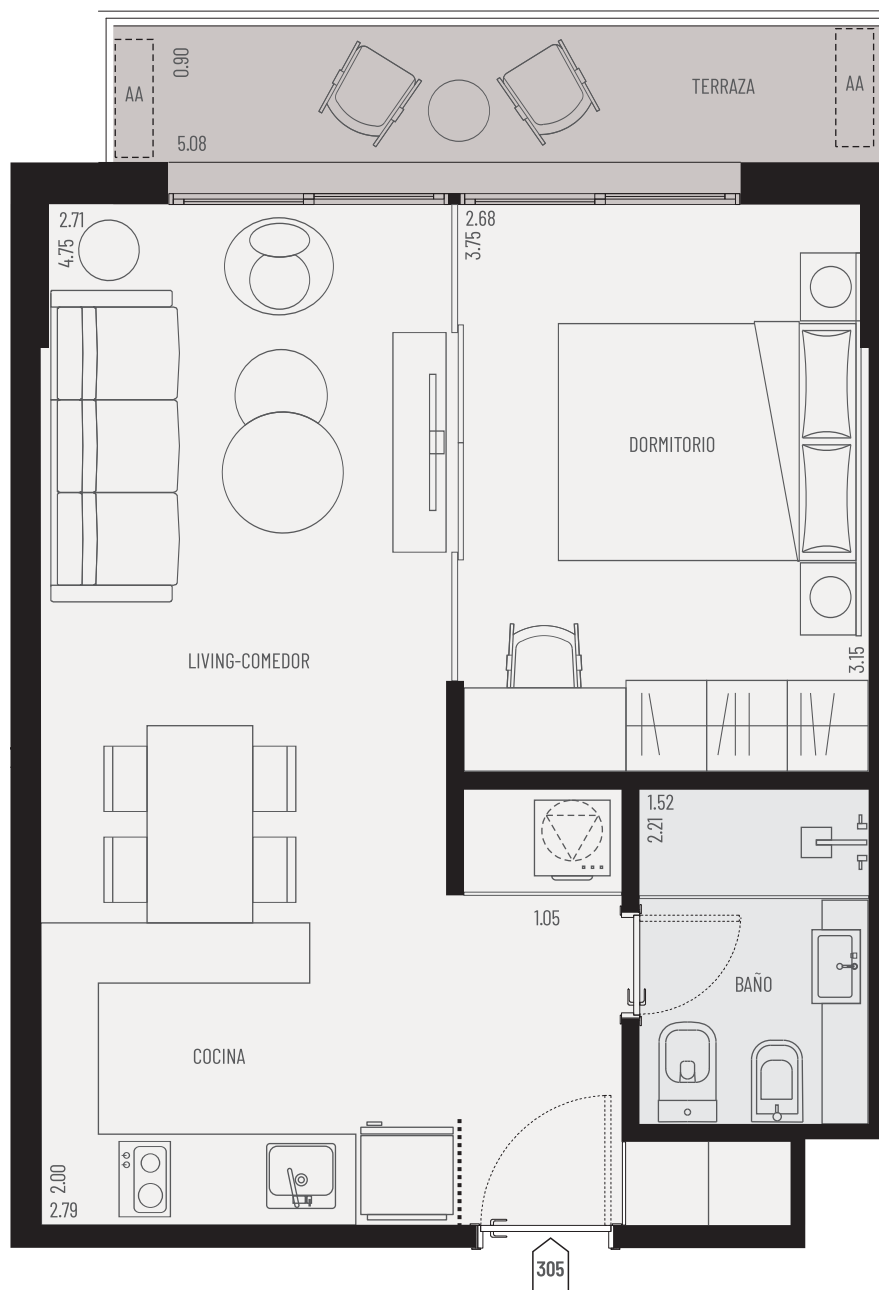 0.90
AA
TERRAZA
AA
5.08
2.71
4.75
2.68
3.75
DORMITORIO
LIVING-COMEDOR
3.15
1.52
2.21
1.05
BAÑO
COCINA
2.00
2.79
305